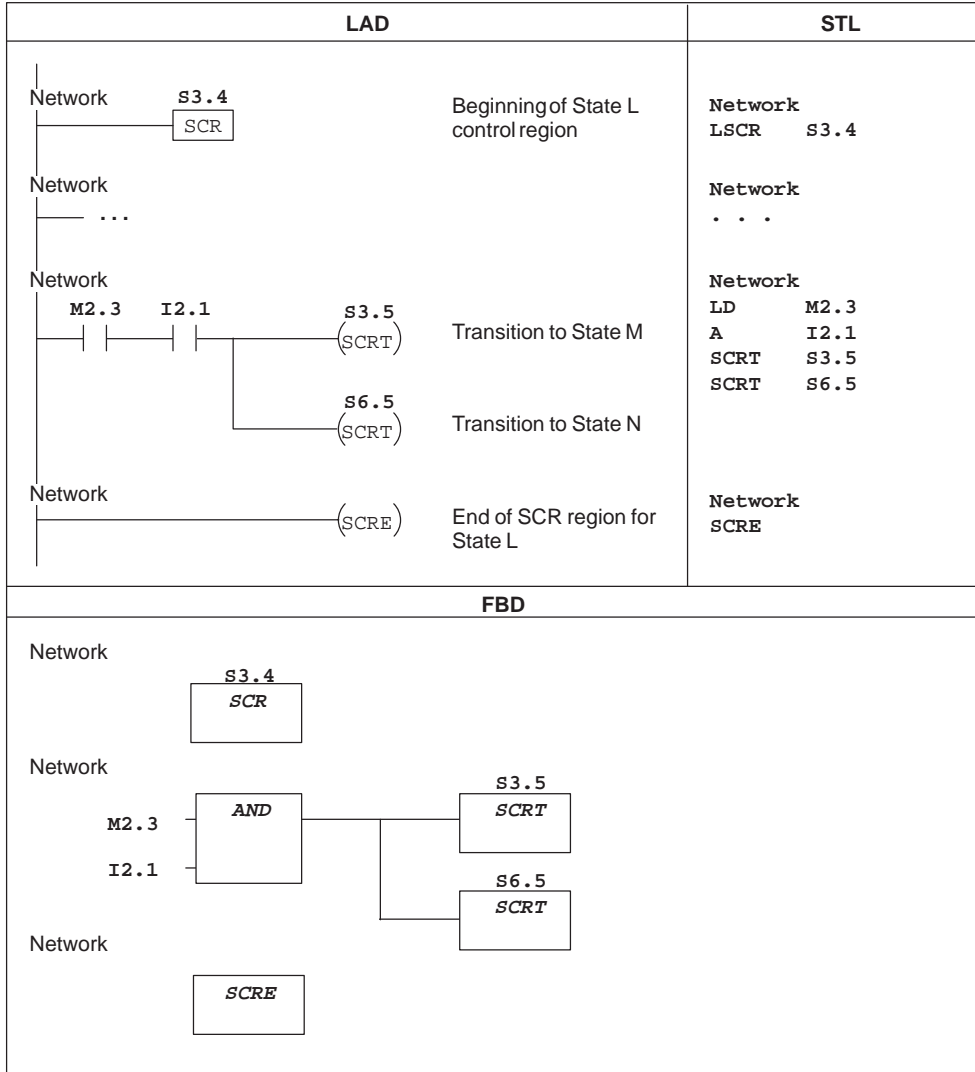 LAD
STL
Network
S3.4
SCR
Beginning of State L
control region
Network
LSCR S3.4
Network
...
Network
. . .
Network
M2.3 I2.1
S3.5
(SCRT)
Transition to State M
S6.5
(SCRT)
Transition to State N
Network
LD M2.3
A I2.1
SCRT S3.5
SCRT S6.5
Network
(SCRE)
End of SCR region for
State L
Network
SCRE
FBD
Network
S3.4
SCR
Network
M2.3
I2.1
AND
S3.5
SCRT
S6.5
SCRT
Network
SCRE